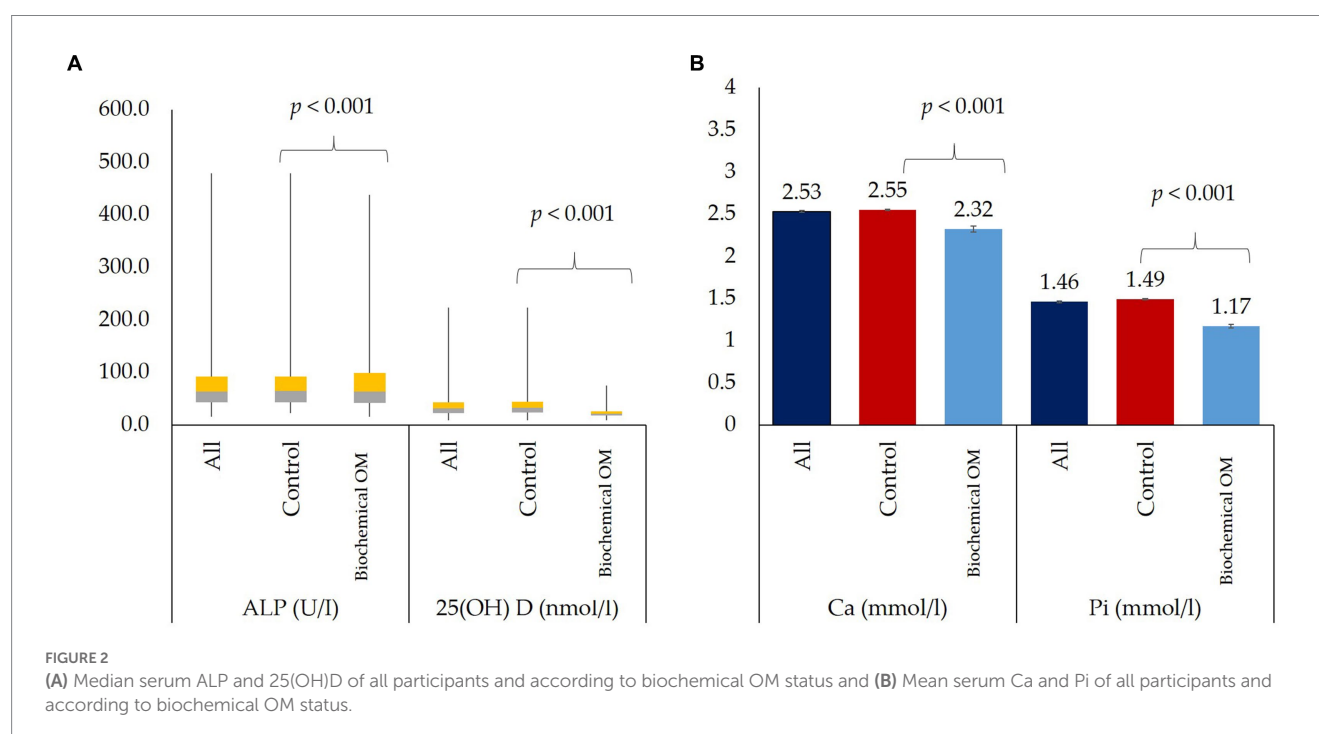 A
600.0
500.0
400.0
300.0
200.0
100.0
0.0
p < 0.001
p < 0.001
All
Control
Biochemical OM
All
Control
Biochemical OM
ALP (U/I)
25(OH) D (nmol/l)
B
4
3.5
3
2.5
2
1.5
1
0.5
0
p < 0.001
2.53
2.55
2.32
p < 0.001
1.46
1.49
1.17
All
Control
Biochemical OM
All
Control
Biochemical OM
Ca (mmol/l)
Pi (mmol/l)
FIGURE 2
(A) Median serum ALP and 25(OH)D of all participants and according to biochemical OM status and (B) Mean serum Ca and Pi of all participants and
according to biochemical OM status.